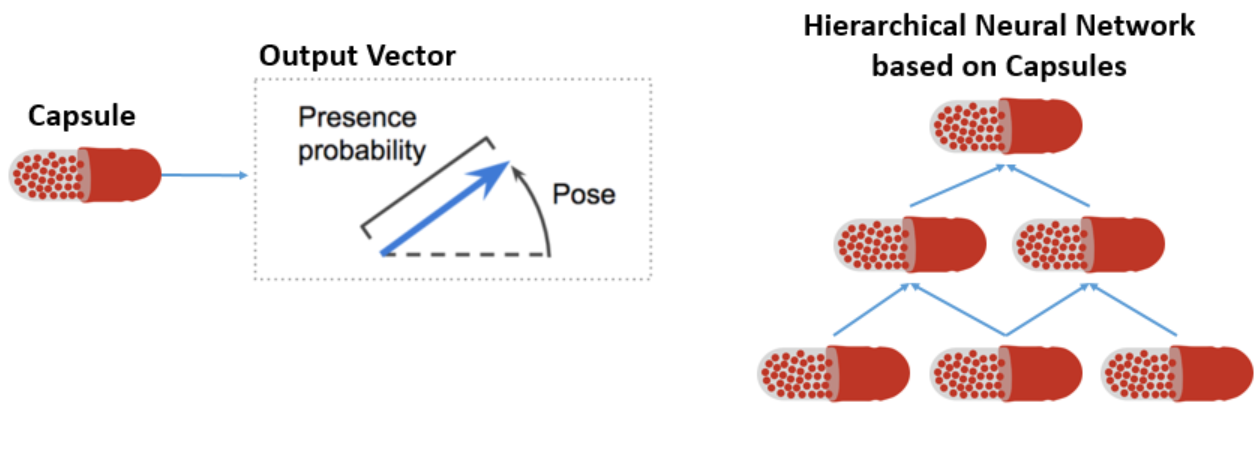 Capsule
Output Vector
Presence
probability
Pose
Hierarchical Neural Network
based on Capsules